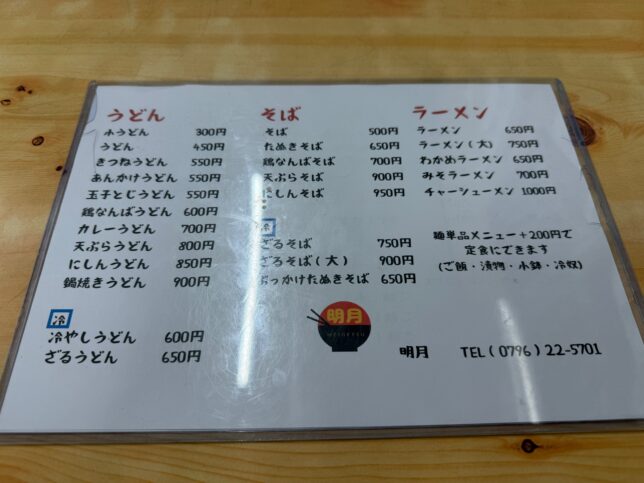 うどん
小うどん 300円
うどん 450円
きつねうどん 550円
あんかけうどん 550円
玉子とじうどん 550円
鶏なんばうどん 600円
カレーうどん 700円
天ぷらうどん 800円
にしんうどん 850円
鍋焼きうどん 900円
冷
冷やしうどん 600円
ざるうどん 650円
そば
そば 500円
たぬきそば 650円
鶏なんばそば 700円
天ぷらそば 900円
にしんそば 950円
冷
ざるそば 750円
ざるそば(大) 900円
ぶっかけたぬきそば 650円
ラーメン
ラーメン 650円
ラーメン(大) 750円
わかめラーメン 650円
みそラーメン 700円
チャーシューメン 1000円
麺単品メニュー+200円で
定食にできます
(ご飯・漬物・小鉢・冷奴)
明月
MEIGETSU
明月 TEL(0796)22-5701